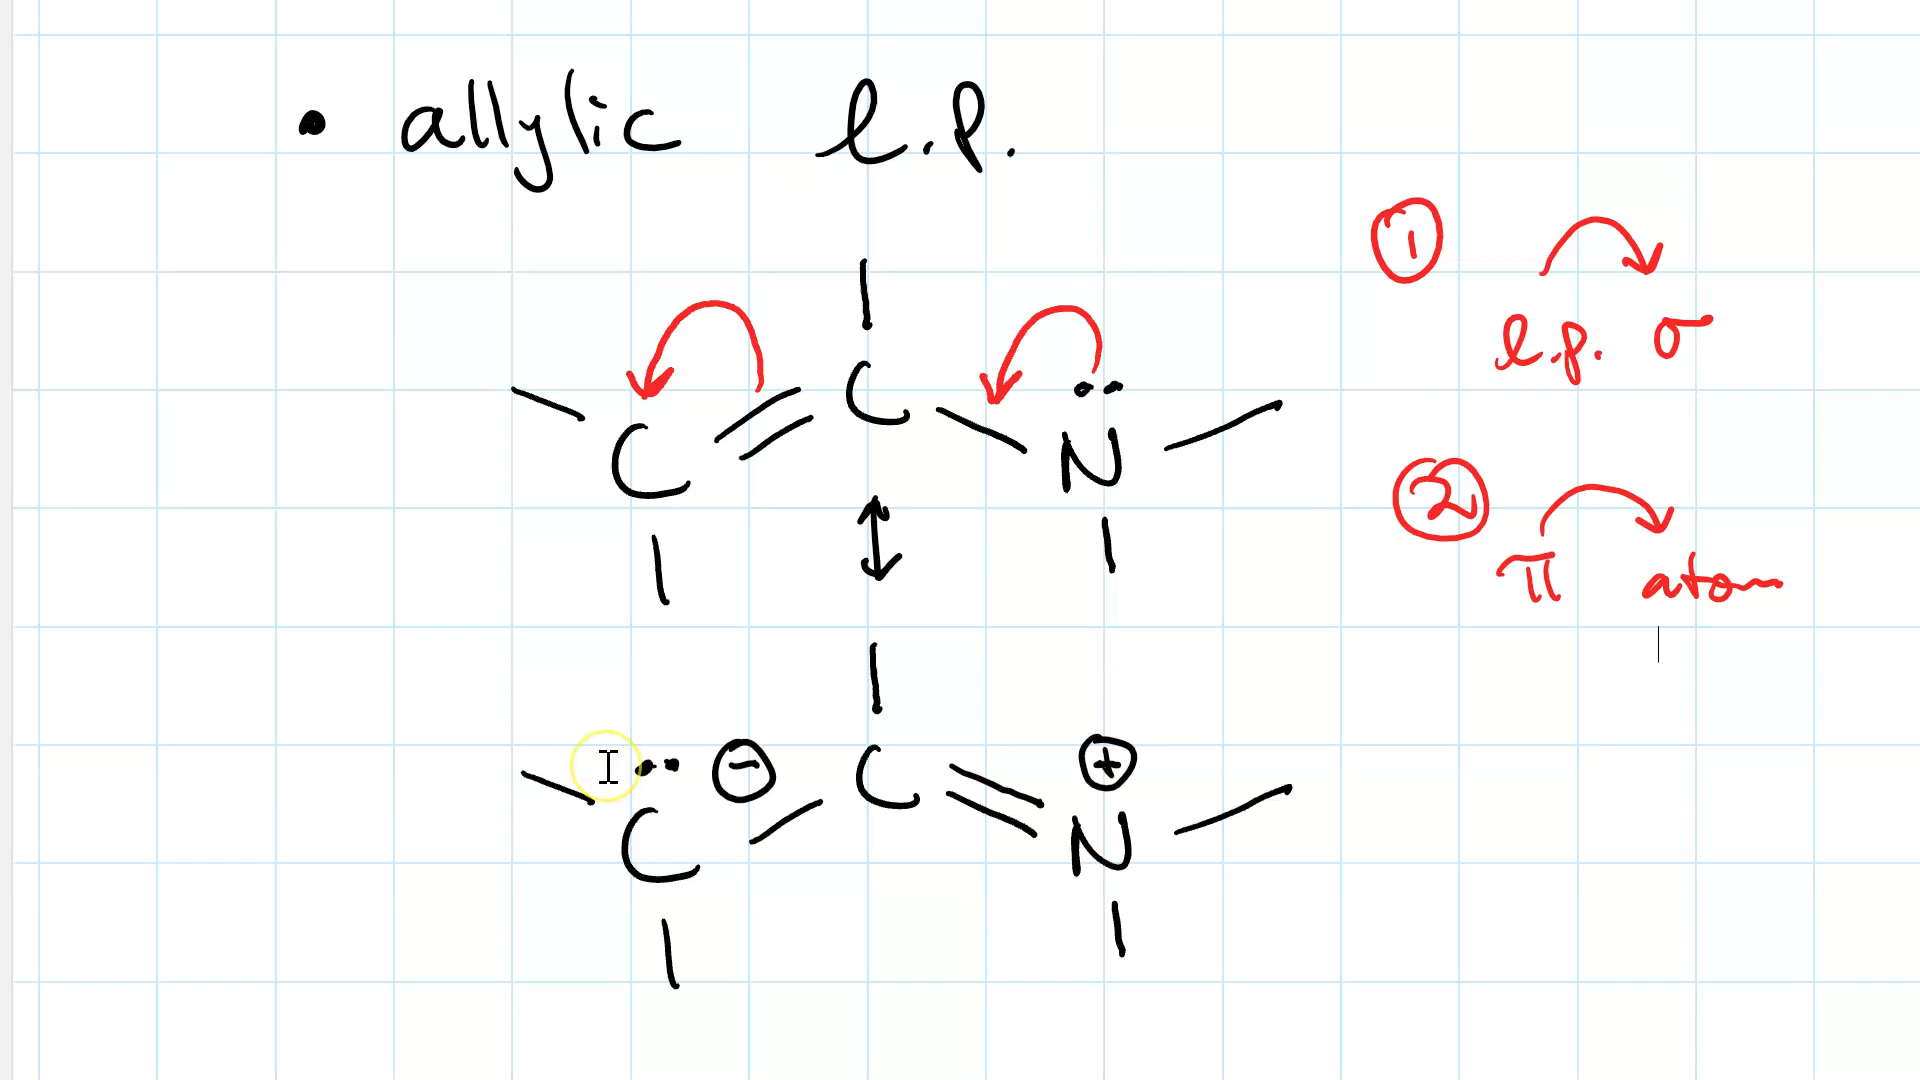 • allylic l.p.
①
l.p. σ
C = C - N
②
π atom
C - C = N
⊖ ⊕